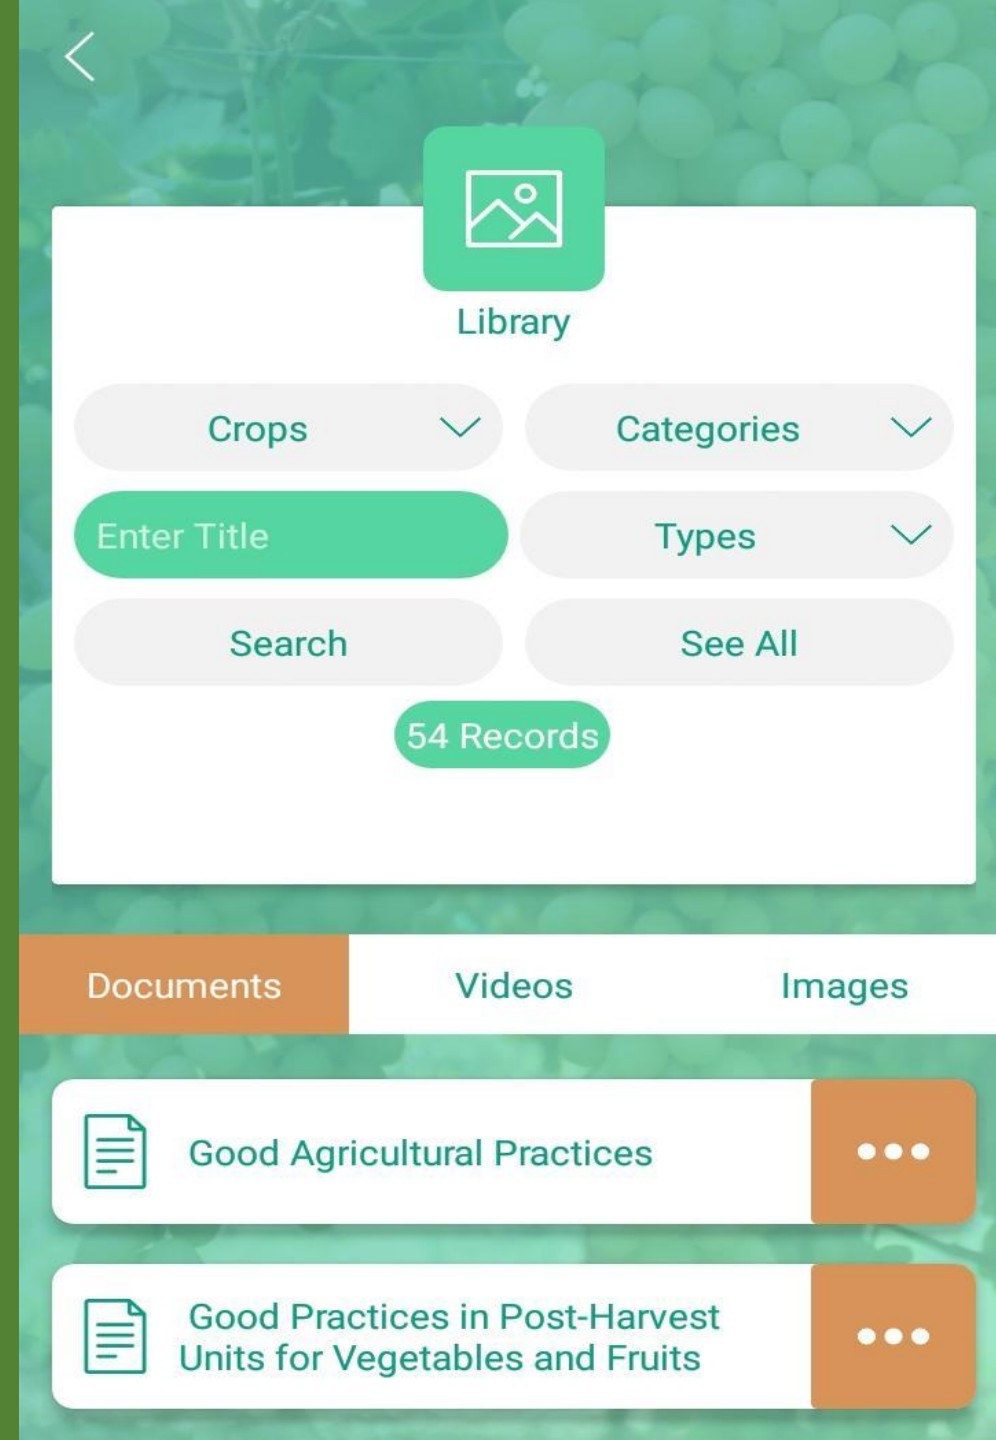 Library
Crops
Categories
Enter Title
Types
Search
See All
54 Records
Documents
Videos
Images
Good Agricultural Practices
Good Practices in Post-Harvest
Units for Vegetables and Fruits